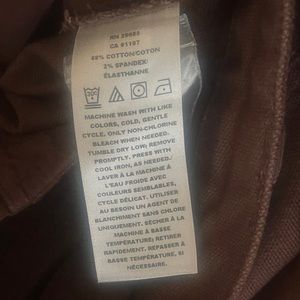 RN 29685
CA 01107
98% COTTON/COTON
2% SPANDEX/
ÉLASTHANNE
MACHINE WASH WITH LIKE
COLORS, COLD, GENTLE
CYCLE. ONLY NON-CHLORINE
BLEACH WHEN NEEDED.
TUMBLE DRY LOW; REMOVE
PROMPTLY. PRESS WITH
COOL IRON, AS NEEDED./
LAVER À LA MACHINE À
L'EAU FROIDE AVEC
COULEURS SEMBLABLES,
CYCLE DÉLICAT. UTILISER
AU BESOIN UN AGENT DE
BLANCHIMENT SANS CHLORE
UNIQUEMENT. SÉCHER À LA
MACHINE À BASSE
TEMPÉRATURE; RETIRER
RAPIDEMENT. REPASSER À
BASSE TEMPÉRATURE, SI
NÉCESSAIRE.